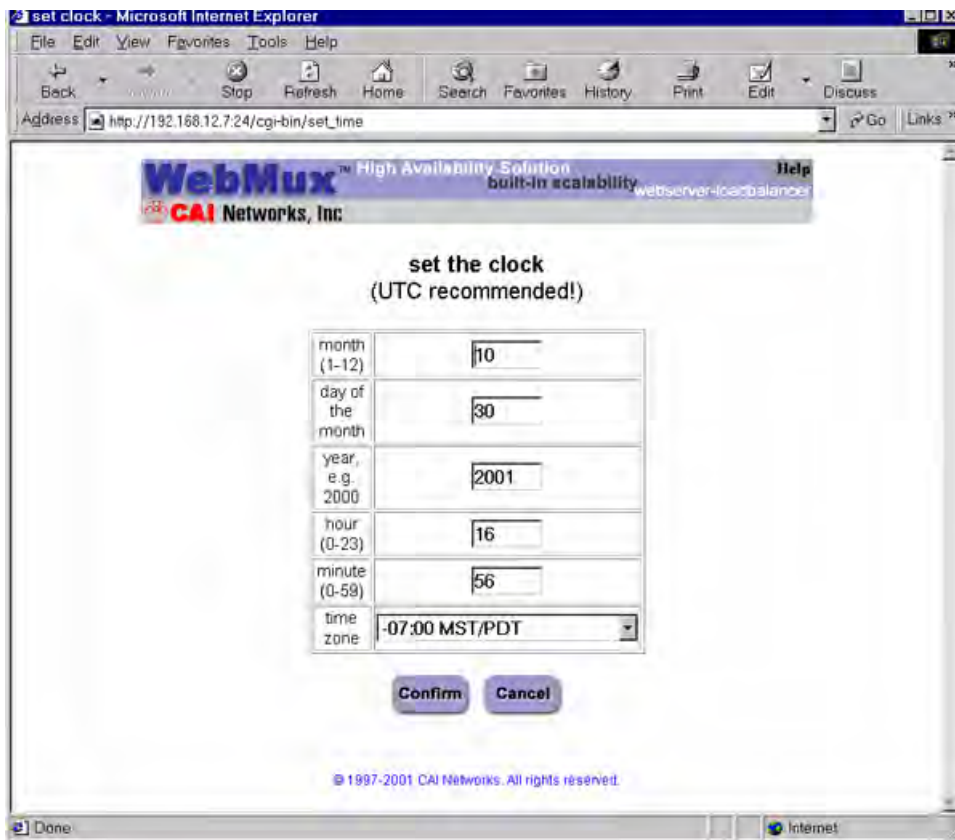 set clock - Microsoft Internet Explorer
File Edit View Favorites Tools Help
Back Stop Refresh Home Search Favorites History Print Edit Discuss
Address http://192.168.12.7:24/cgi-bin/set_time Go Links
WebMux™ High Availability Solution Help
built-in scalability
webserver-loadbalancer
CAI Networks, Inc
set the clock
(UTC recommended!)
month
(1-12)
10
day of
the
month
30
year,
e.g.
2000
2001
hour
(0-23)
16
minute
(0-59)
56
time
zone
-07:00 MST/PDT
Confirm Cancel
© 1997-2001 CAI Networks. All rights reserved.
Done Internet